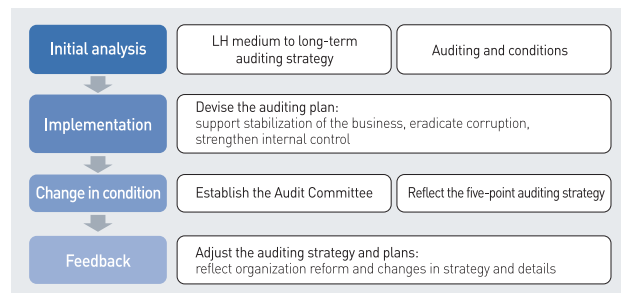 Initial analysis
LH medium to long-term
auditing strategy
Auditing and conditions
Implementation
Devise the auditing plan:
support stabilization of the business, eradicate corruption,
strengthen internal control
Change in condition
Establish the Audit Committee
Reflect the five-point auditing strategy
Feedback
Adjust the auditing strategy and plans:
reflect organization reform and changes in strategy and details